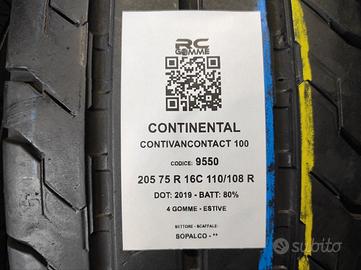 RC
GOMME
CONTINENTAL
CONTIVANCONTACT 100
CODICE: 9550
205 75 R 16C 110/108 R
DOT: 2019 - BATT: 80%
4 GOMME - ESTIVE
SETTORE - SCAFFALE:
SOPALCO - **
subito